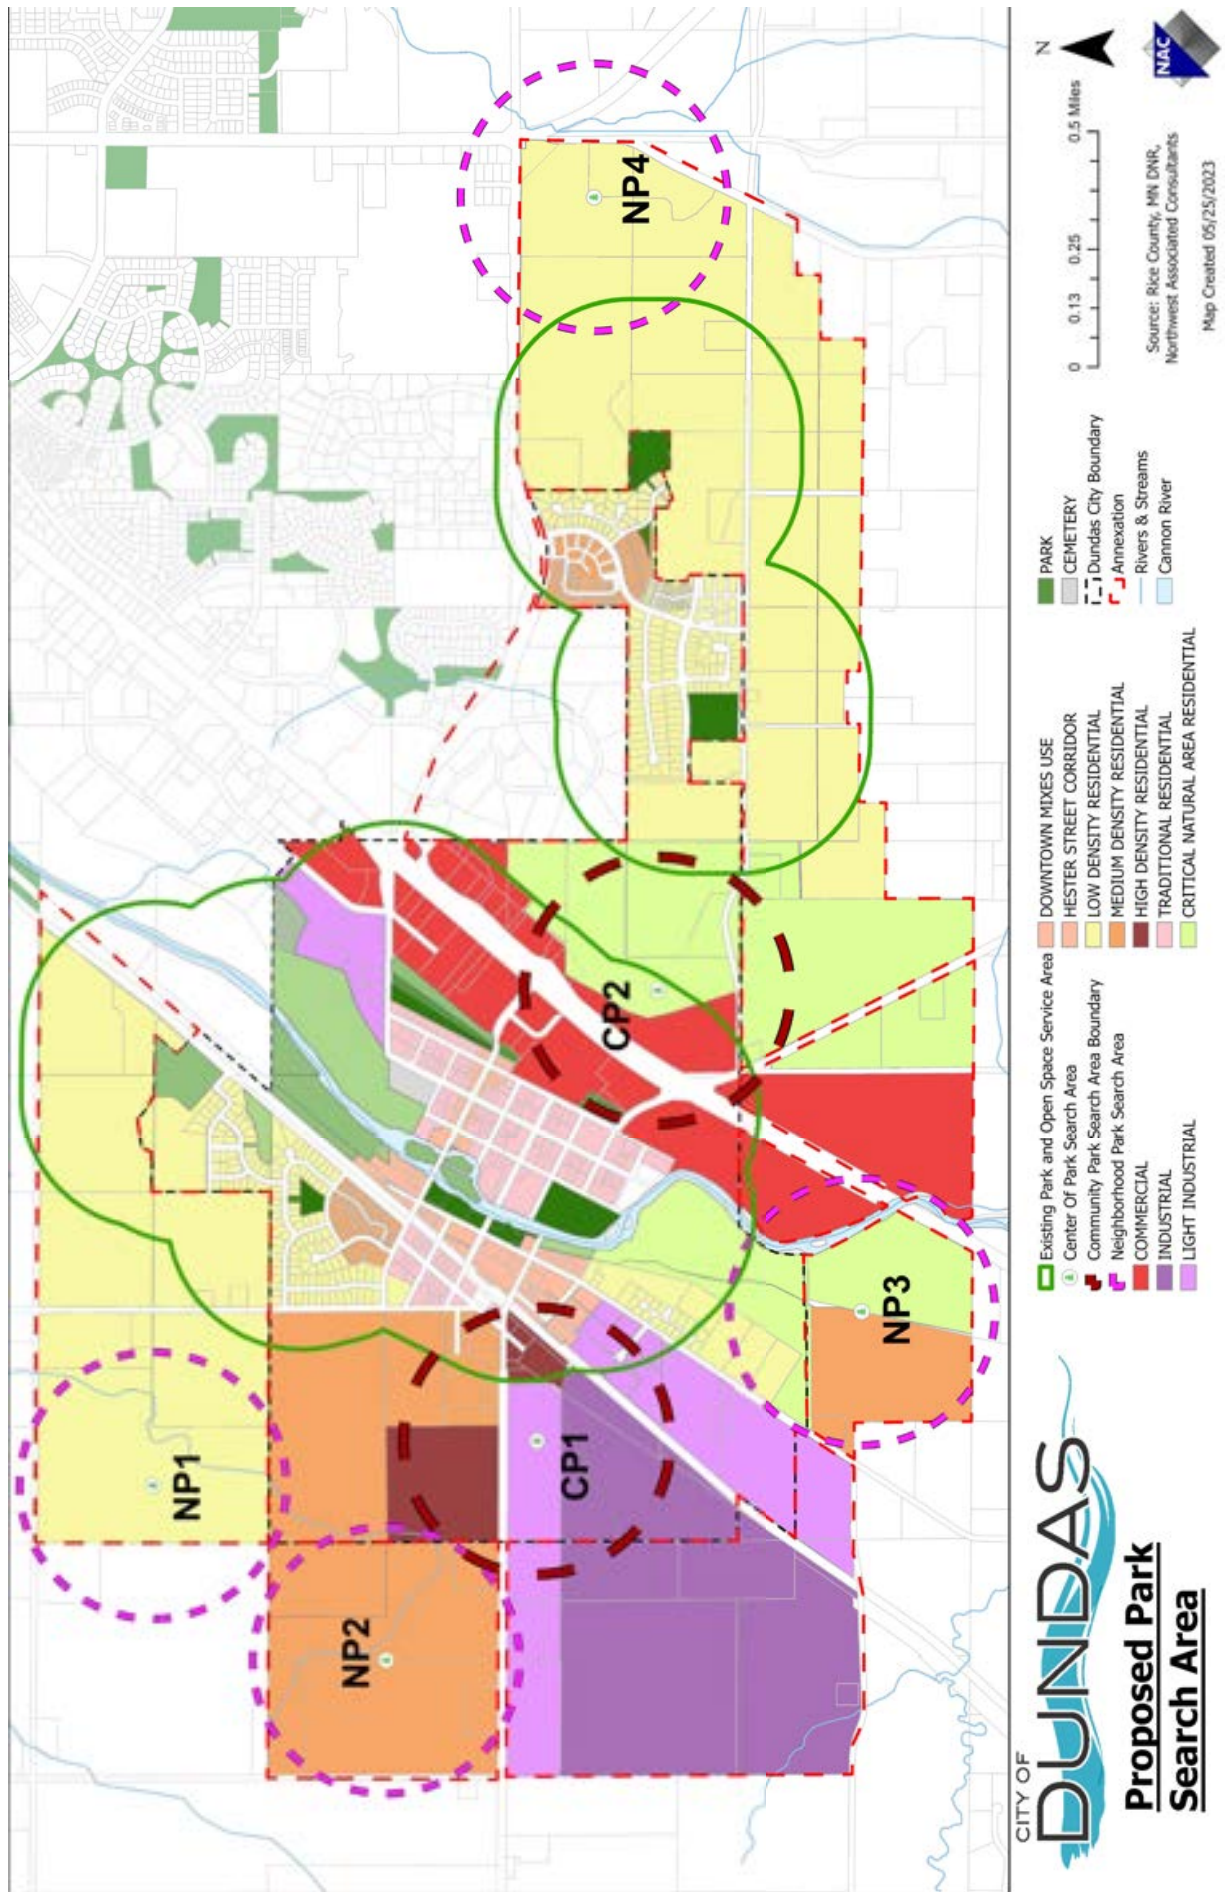 NP1
NP2
NP3
NP4
CP1
CP2
CITY OF
DUNDAS
Proposed Park
Search Area
Existing Park and Open Space Service Area
Center Of Park Search Area
Community Park Search Area Boundary
Neighborhood Park Search Area
COMMERCIAL
INDUSTRIAL
LIGHT INDUSTRIAL
DOWNTOWN MIXES USE
HESTER STREET CORRIDOR
LOW DENSITY RESIDENTIAL
MEDIUM DENSITY RESIDENTIAL
HIGH DENSITY RESIDENTIAL
TRADITIONAL RESIDENTIAL
CRITICAL NATURAL AREA RESIDENTIAL
PARK
CEMETERY
Dundas City Boundary
Annexation
Rivers & Streams
Cannon River
N
0 0.13 0.25 0.5 Miles
Source: Rice County, MN DNR,
Northwest Associated Consultants
Map Created 05/25/2023
NAC